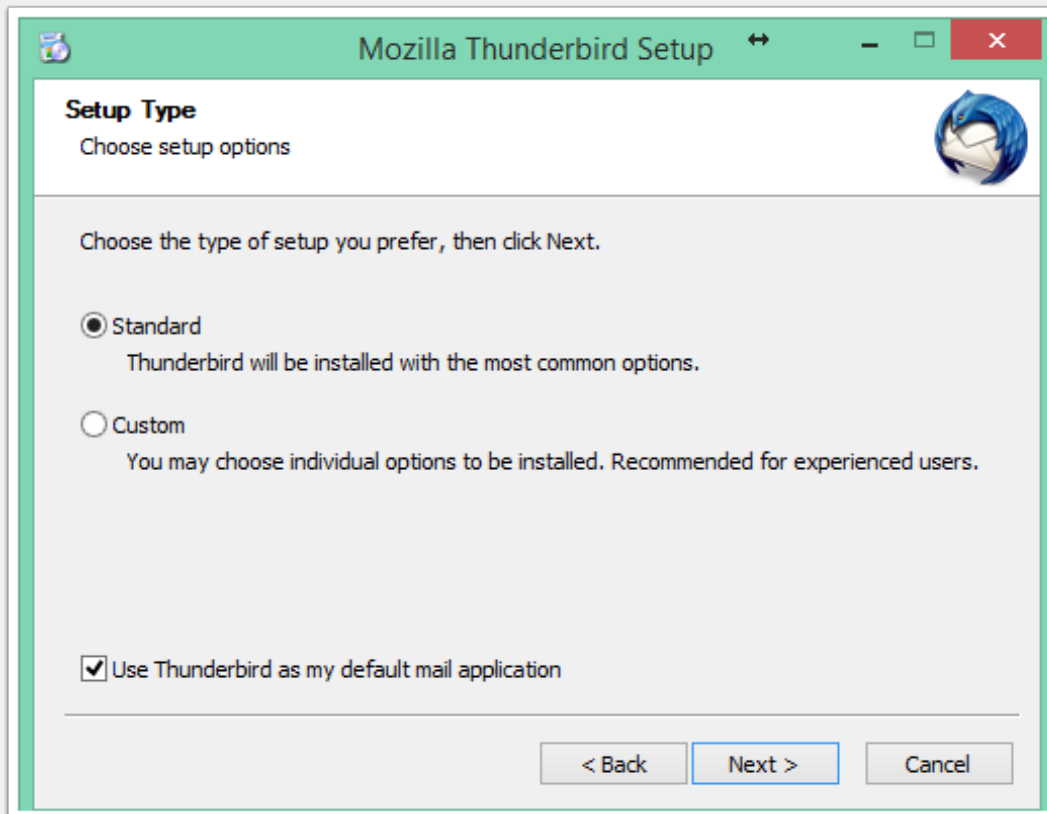 Mozilla Thunderbird Setup
Setup Type
Choose setup options
Choose the type of setup you prefer, then click Next.
Standard
Thunderbird will be installed with the most common options.
Custom
You may choose individual options to be installed. Recommended for experienced users.
Use Thunderbird as my default mail application
< Back Next > Cancel